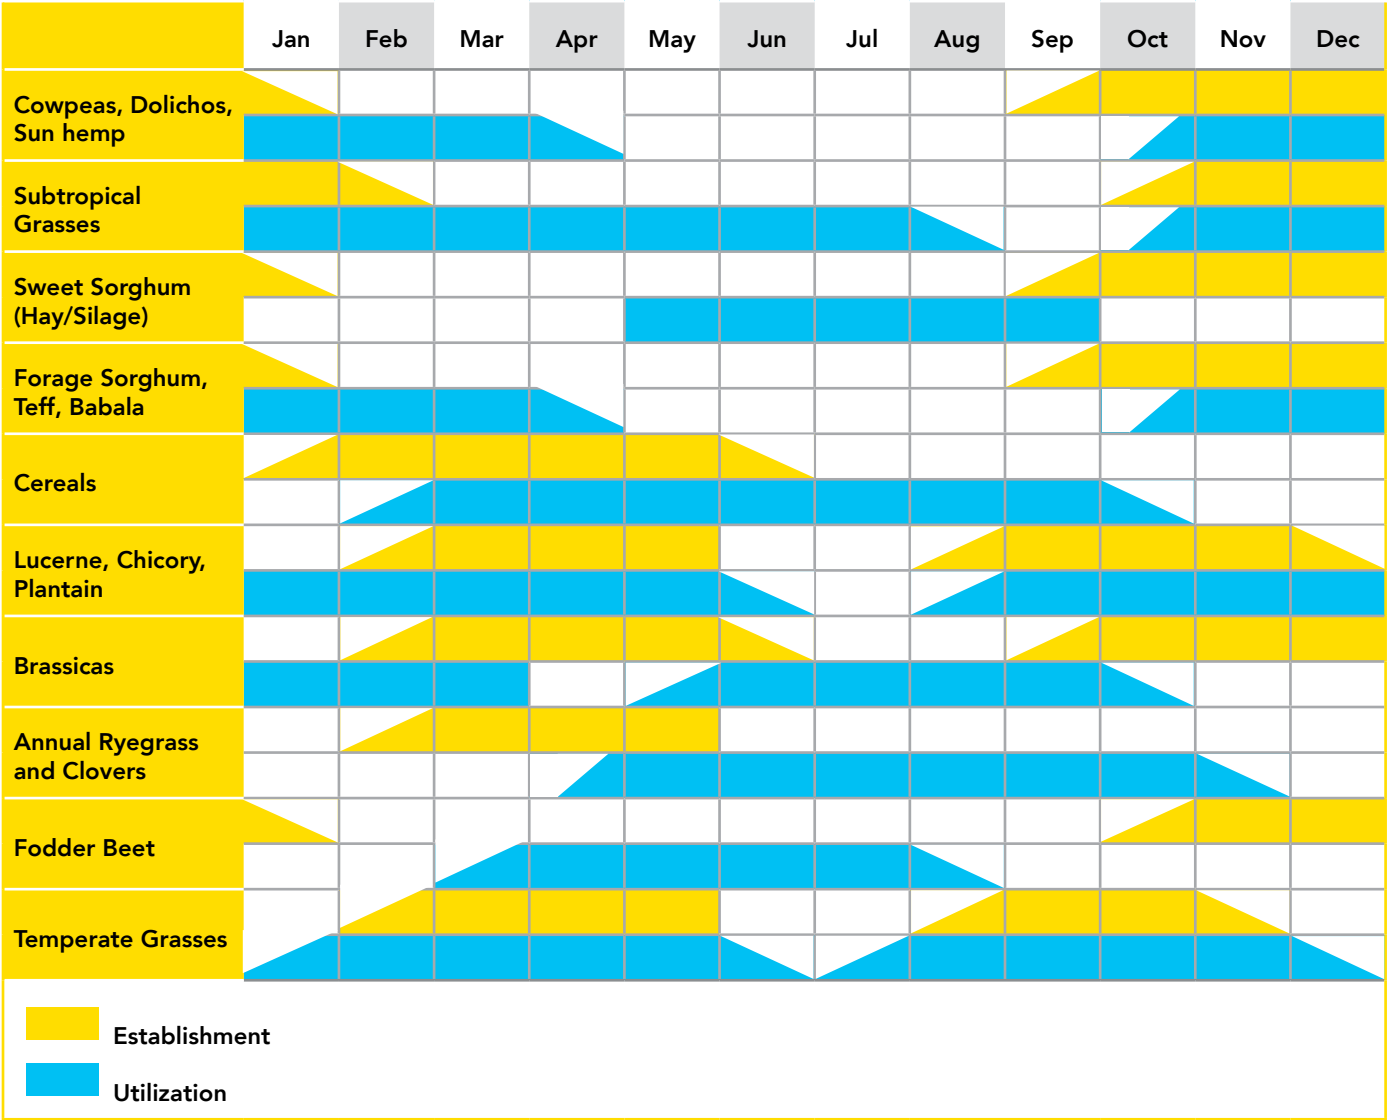 Jan Feb Mar Apr May Jun Jul Aug Sep Oct Nov Dec
Cowpeas, Dolichos,
Sun hemp
Subtropical
Grasses
Sweet Sorghum
(Hay/Silage)
Forage Sorghum,
Teff, Babala
Cereals
Lucerne, Chicory,
Plantain
Brassicas
Annual Ryegrass
and Clovers
Fodder Beet
Temperate Grasses
Establishment
Utilization